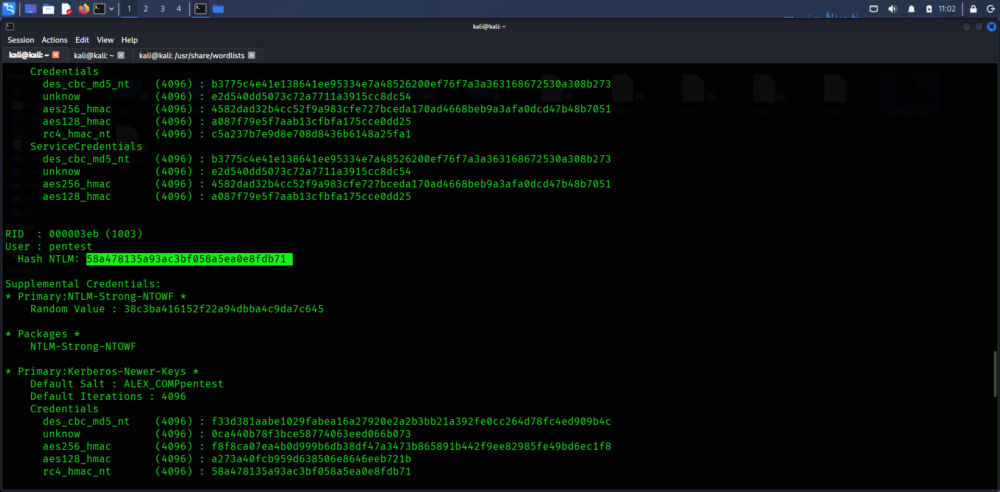 1 2 3 4 11:02
kali@kali: ~
Session Actions Edit View Help
kali@kali: ~ kali@kali: ~ kali@kali: /usr/share/wordlists
Credentials
des_cbc_md5_nt (4096) : b3775c4e41e138641ee95334e7a48526200ef76f7a3a363168672530a308b273
unknow (4096) : e2d540dd5073c72a7711a3915cc8dc54
aes256_hmac (4096) : 4582dad32b4cc52f9a983cfe727bceda170ad4668beb9a3afa0dcd47b48b7051
aes128_hmac (4096) : a087f79e5f7aab13cfbfa175cce0dd25
rc4_hmac_nt (4096) : c5a237b7e9d8e708d8436b6148a25fa1
ServiceCredentials
des_cbc_md5_nt (4096) : b3775c4e41e138641ee95334e7a48526200ef76f7a3a363168672530a308b273
unknow (4096) : e2d540dd5073c72a7711a3915cc8dc54
aes256_hmac (4096) : 4582dad32b4cc52f9a983cfe727bceda170ad4668beb9a3afa0dcd47b48b7051
aes128_hmac (4096) : a087f79e5f7aab13cfbfa175cce0dd25
RID : 000003eb (1003)
User : pentest
Hash NTLM: 58a478135a93ac3bf058a5ea0e8fdb71
Supplemental Credentials:
* Primary:NTLM-Strong-NTOWF *
Random Value : 38c3ba416152f22a94dbba4c9da7c645
* Packages *
NTLM-Strong-NTOWF
* Primary:Kerberos-Newer-Keys *
Default Salt : ALEX_COMPpentest
Default Iterations : 4096
Credentials
des_cbc_md5_nt (4096) : f33d381aabe1029fabea16a27920e2a2b3bb21a392fe0cc264d78fc4ed909b4c
unknow (4096) : 0ca440b78f3bce58774063eed066b073
aes256_hmac (4096) : f8f8ca07ea4b0d999b6db38df47a3473b865891b442f9ee82985fe49bd6ec1f8
aes128_hmac (4096) : a273a40fcb959d638506e8646eeb721b
rc4_hmac_nt (4096) : 58a478135a93ac3bf058a5ea0e8fdb71